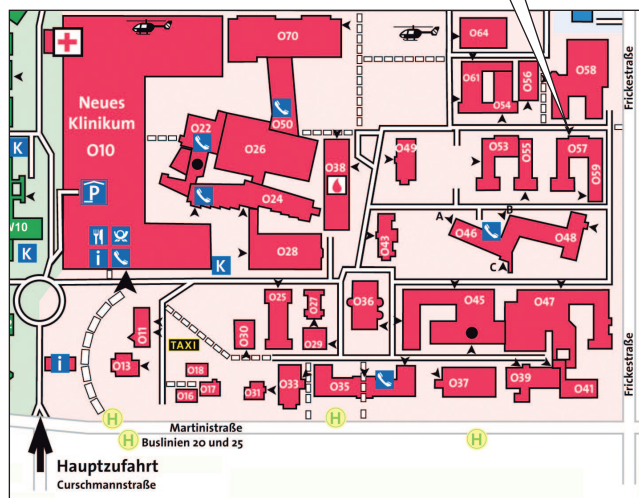 O70
O64
Frickestraße
O58
O61
O56
O54
Neues
Klinikum
O10
O22
O50
O26
O38
O49
O53
O55
O57
O59
K
P
O24
W10
O46
A
B
C
O48
O43
O28
K
i
K
O25
O27
O36
O45
O47
O11
O30
O29
TAXI
i
O13
O18
O17
O16
O31
O33
O35
O37
O39
O41
Frickestraße
H
H
H
H
Martinistraße
Buslinien 20 und 25
Hauptzufahrt
Curschmannstraße